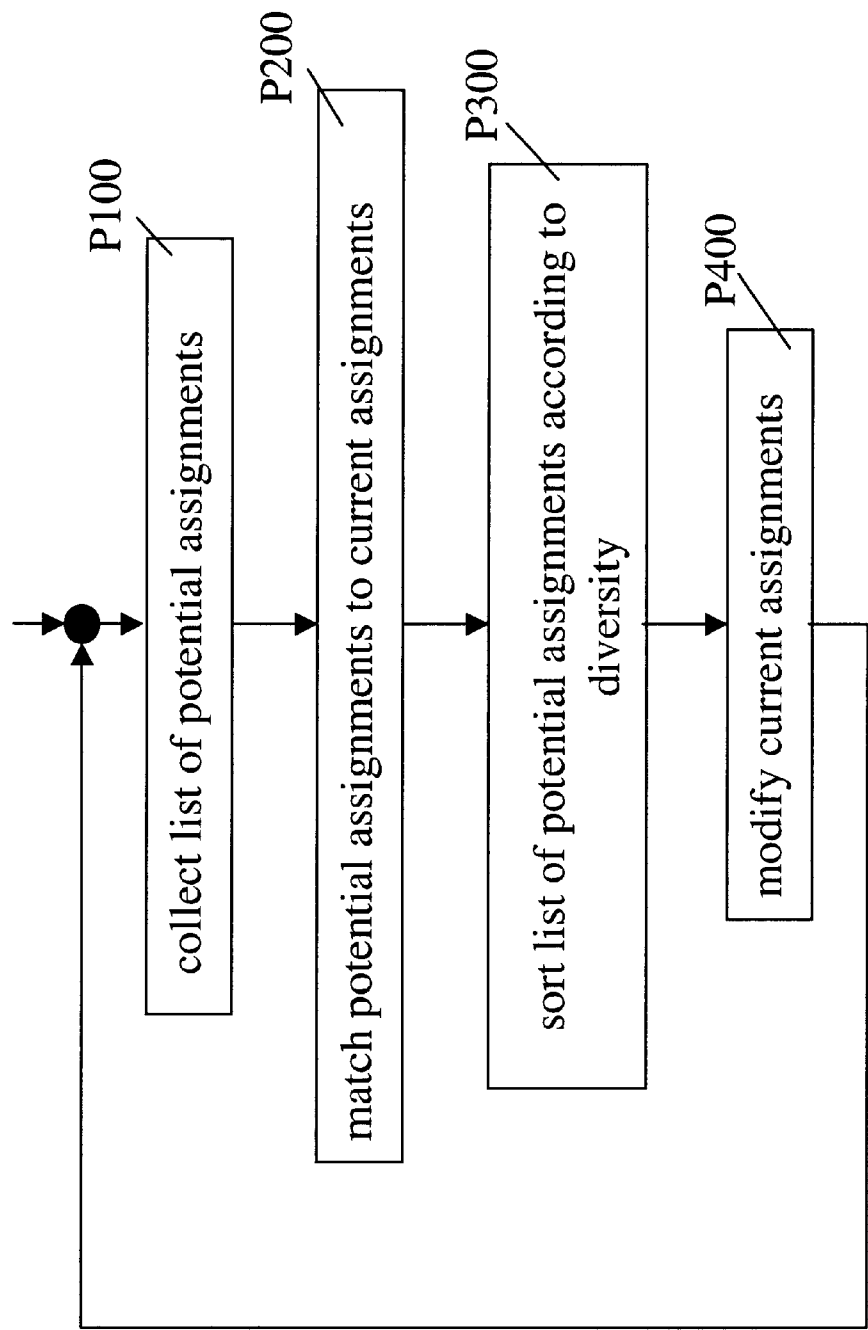 P100
collect list of potential assignments
P200
match potential assignments to current assignments
P300
sort list of potential assignments according to
diversity
P400
modify current assignments